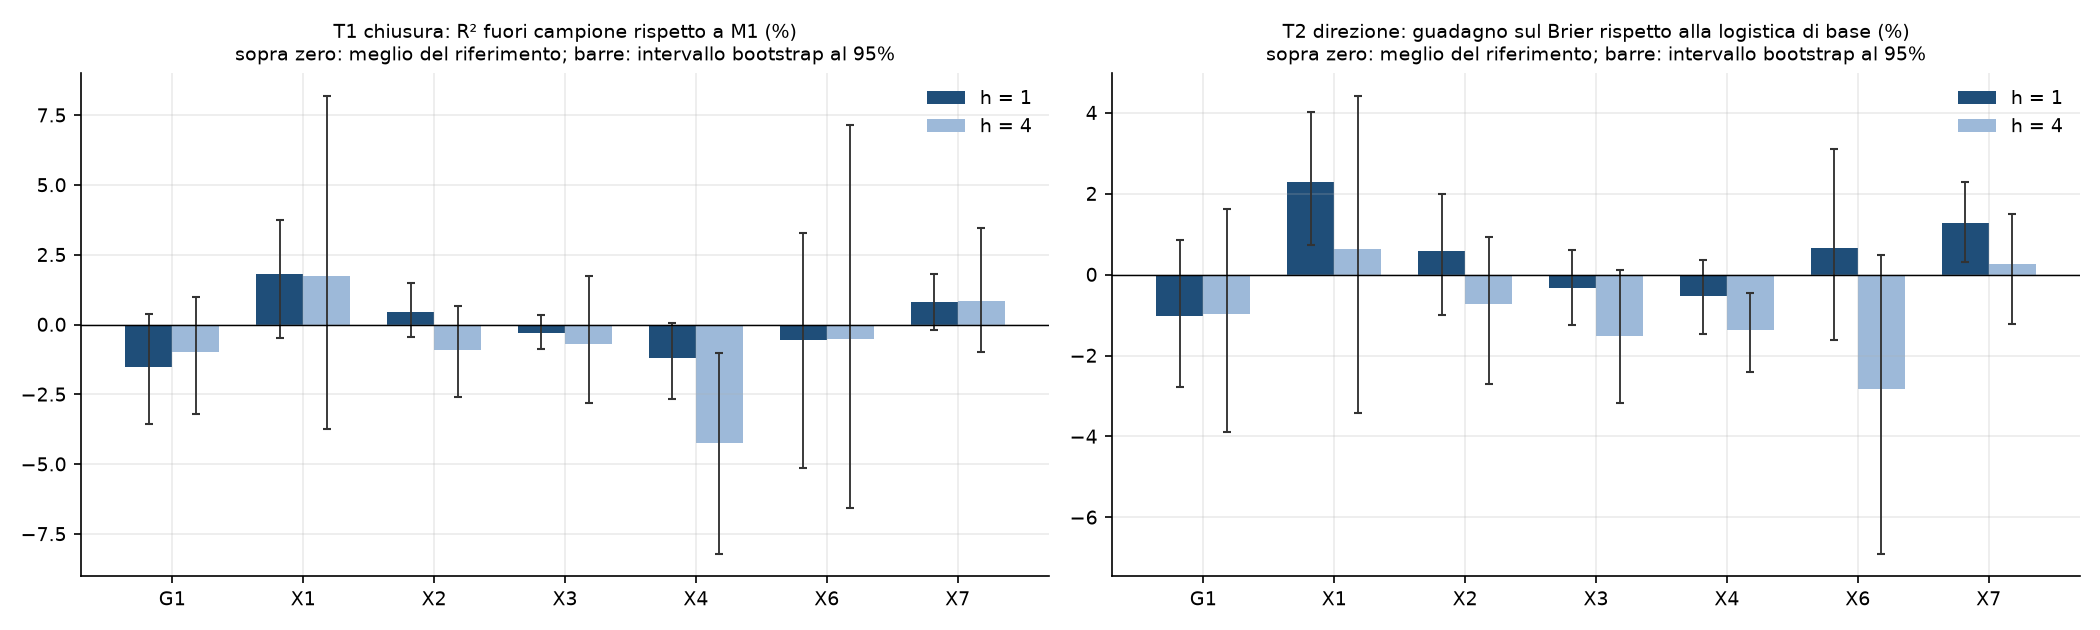 T1 chiusura: R² fuori campione rispetto a M1 (%)
sopra zero: meglio del riferimento; barre: intervallo bootstrap al 95%
h = 1
h = 4
7.5
5.0
2.5
0.0
−2.5
−5.0
−7.5
G1 X1 X2 X3 X4 X6 X7
T2 direzione: guadagno sul Brier rispetto alla logistica di base (%)
sopra zero: meglio del riferimento; barre: intervallo bootstrap al 95%
h = 1
h = 4
4
2
0
−2
−4
−6
G1 X1 X2 X3 X4 X6 X7